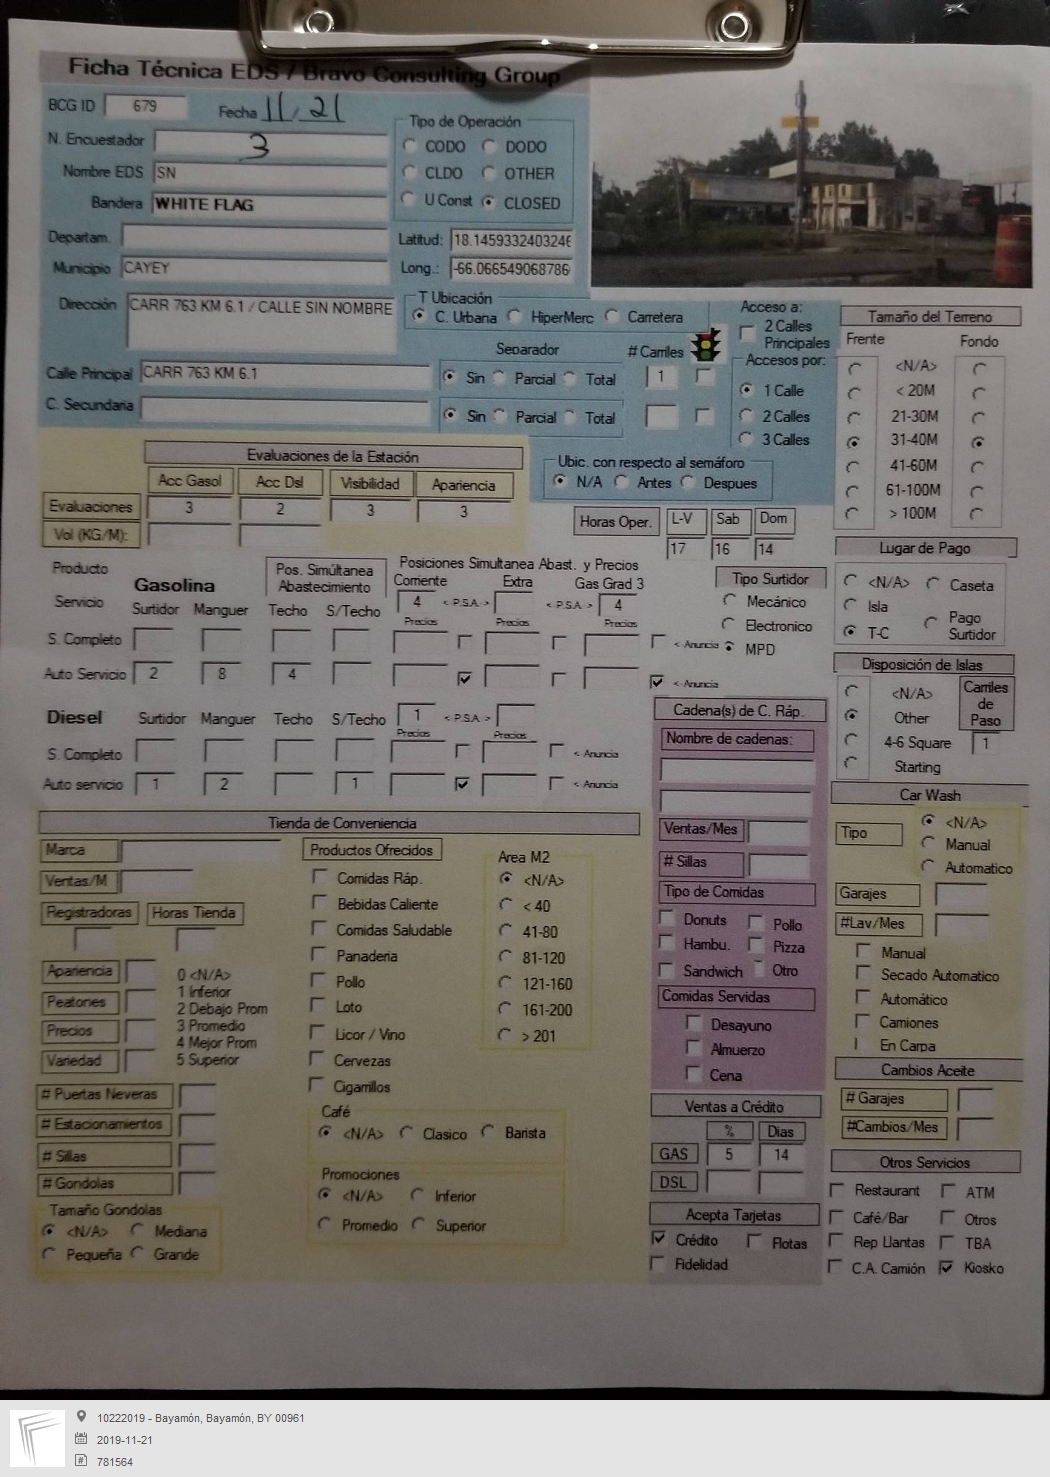 Ficha Técnica EDS / Bravo Consulting Group
BCG ID 679 Fecha 11/21
N. Encuestador 3
Nombre EDS SN
Bandera WHITE FLAG
Tipo de Operación
CODO DODO
CLDO OTHER
U Const CLOSED
Departam.
Municipio CAYEY
Latitud: 18.145933240324
Long.: -66.066549068786
Dirección CARR 763 KM 6.1 / CALLE SIN NOMBRE
T Ubicación
C. Urbana HiperMerc Carretera
Calle Principal CARR 763 KM 6.1
C. Secundaria
Separador # Carriles
Sin Parcial Total 1
Sin Parcial Total
Acceso a:
2 Calles Principales
Accesos por:
1 Calle
2 Calles
3 Calles
Tamaño del Terreno
Frente Fondo
<N/A>
< 20M
21-30M
31-40M
41-60M
61-100M
> 100M
Evaluaciones de la Estación
Acc Gasol Acc Dsl Visibilidad Apariencia
Evaluaciones 3 2 3 3
Vol (KG/M):
Ubic. con respecto al semáforo
N/A Antes Despues
Horas Oper. L-V Sab Dom
17 16 14
Lugar de Pago
<N/A> Caseta
Isla
T-C Pago Surtidor
Producto Gasolina
Pos. Simúltanea Abastecimiento
Posiciones Simultanea Abast. y Precios
Corriente Extra Gas Grad 3
4 < P.S.A. > < P.S.A. > 4
Servicio Surtidor Manguer Techo S/Techo Precios Precios Precios
S. Completo < Anuncia
Auto Servicio 2 8 4 < Anuncia
Tipo Surtidor
Mecánico
Electronico
MPD
Diesel Surtidor Manguer Techo S/Techo 1 < P.S.A. >
Precios Precios
S. Completo < Anuncia
Auto servicio 1 2 1 < Anuncia
Disposición de Islas
<N/A>
Other
4-6 Square
Starting
Carriles de Paso
1
Cadena(s) de C. Ráp.
Nombre de cadenas:
Ventas/Mes
# Sillas
Tipo de Comidas
Donuts Pollo
Hambu. Pizza
Sandwich Otro
Comidas Servidas
Desayuno
Almuerzo
Cena
Car Wash
Tipo <N/A>
Manual
Automatico
Garajes
#Lav/Mes
Manual
Secado Automatico
Automático
Camiones
En Carpa
Cambios Aceite
# Garajes
#Cambios/Mes
Tienda de Conveniencia
Marca
Ventas/M
Registradoras Horas Tienda
Apariencia
Peatones
Precios
Variedad
0 <N/A>
1 Inferior
2 Debajo Prom
3 Promedio
4 Mejor Prom
5 Superior
# Puertas Neveras
# Estacionamientos
# Sillas
# Gondolas
Tamaño Gondolas
<N/A> Mediana
Pequeña Grande
Productos Ofrecidos
Comidas Ráp.
Bebidas Caliente
Comidas Saludable
Panaderia
Pollo
Loto
Licor / Vino
Cervezas
Cigarrillos
Area M2
<N/A>
< 40
41-80
81-120
121-160
161-200
> 201
Café
<N/A> Clasico Barista
Promociones
<N/A> Inferior
Promedio Superior
Ventas a Crédito
% Dias
GAS 5 14
DSL
Acepta Tarjetas
Crédito Flotas
Fidelidad
Otros Servicios
Restaurant ATM
Café/Bar Otros
Rep Llantas TBA
C.A. Camión Kiosko
10222019 - Bayamón, Bayamón, BY 00961
2019-11-21
781564